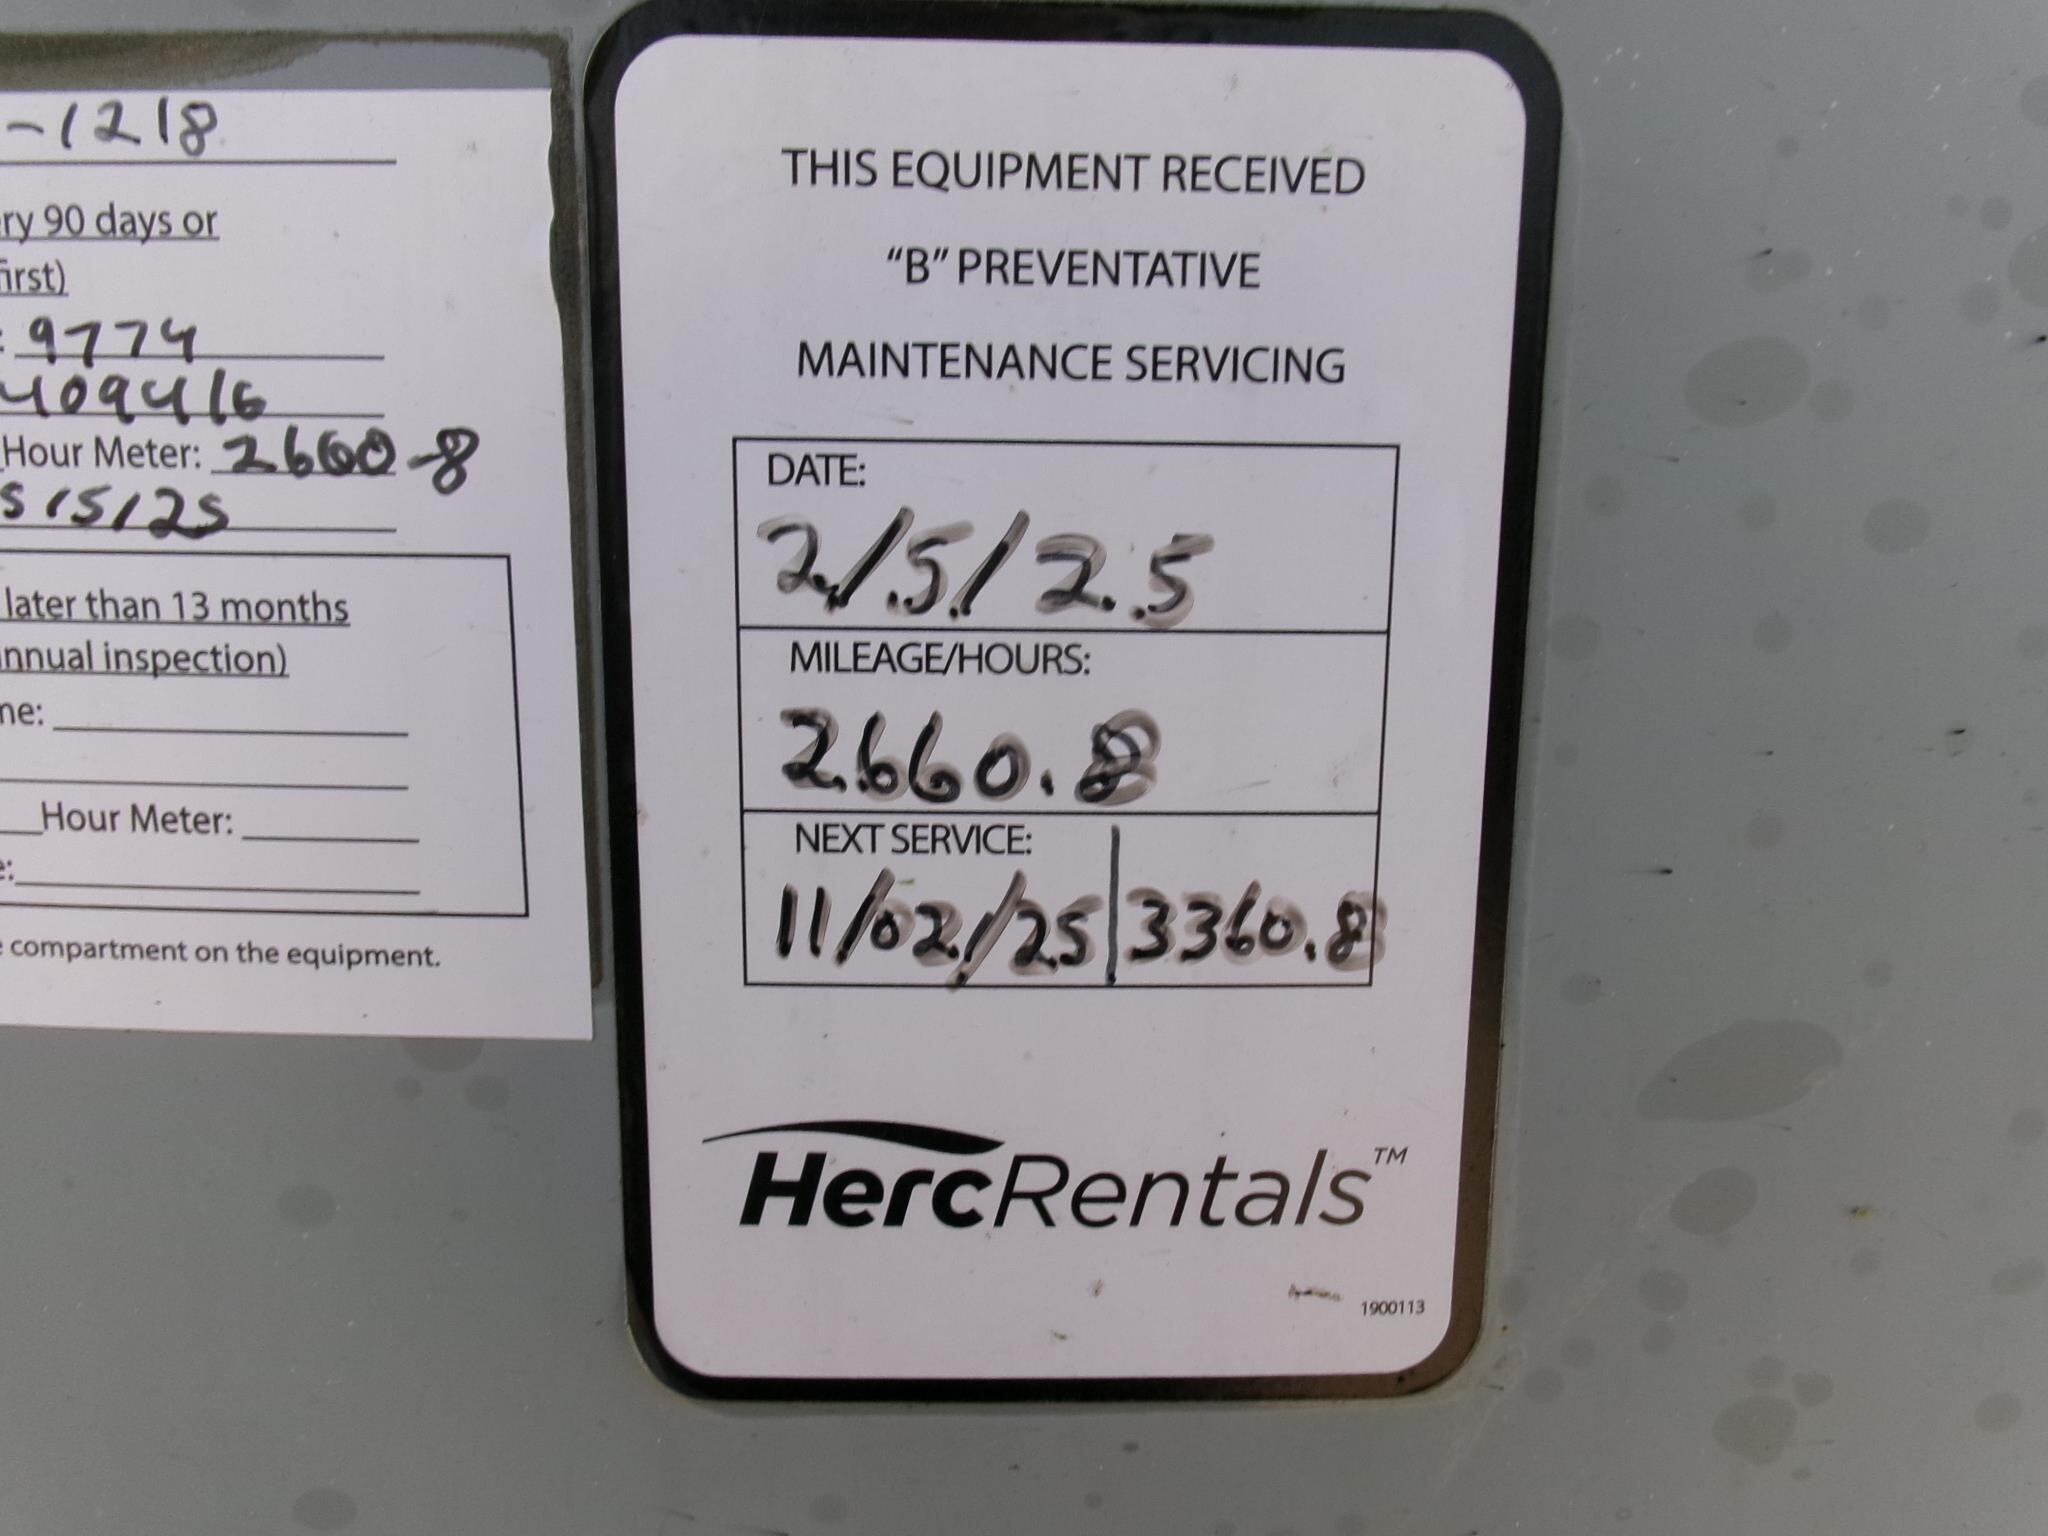 -1218
ry 90 days or
first)
: 9774
409416
Hour Meter: 2660.8
5/5/25
later than 13 months
nnual inspection)
me:
Hour Meter:
e:
compartment on the equipment.
THIS EQUIPMENT RECEIVED
"B" PREVENTATIVE
MAINTENANCE SERVICING
DATE:
2/5/25
MILEAGE/HOURS:
2660.8
NEXT SERVICE:
11/02/25 | 3360.8
HercRentals™
1900113